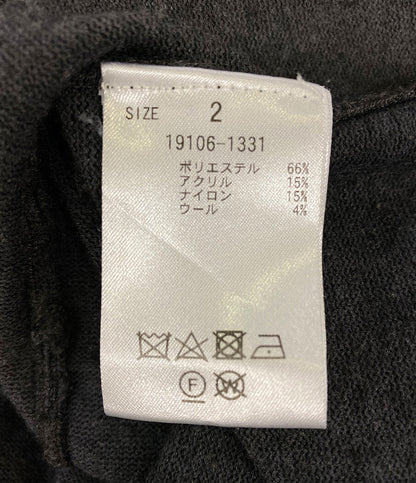 SIZE 2
19106-1331
ポリエステル 66%
アクリル 15%
ナイロン 15%
ウール 4%
F W